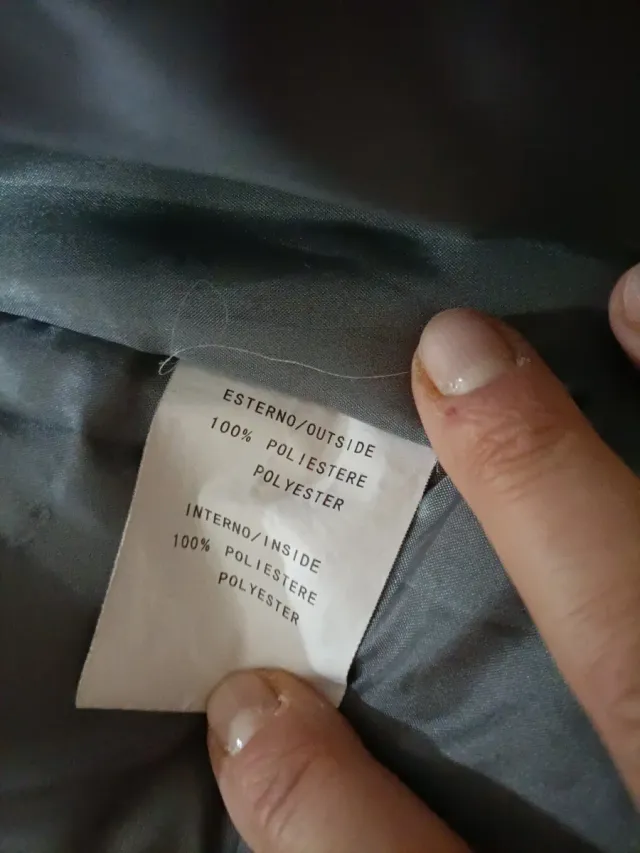 ESTERNO/OUTSIDE
100% POLIESTERE
POLYESTER
INTERNO/INSIDE
100% POLIESTERE
POLYESTER